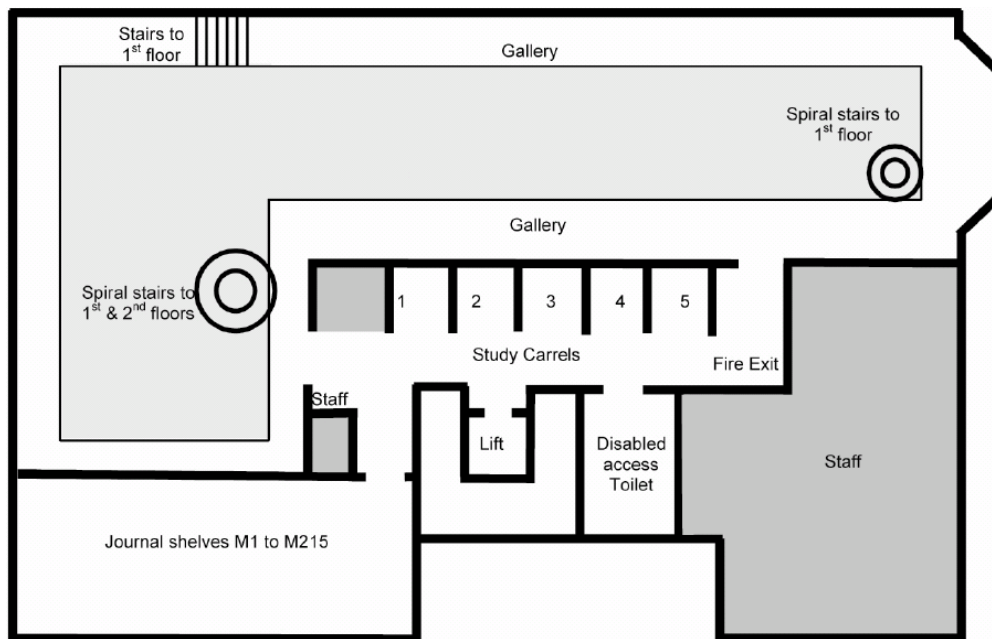 Stairs to
1st floor
Gallery
Spiral stairs to
1st floor
Gallery
Spiral stairs to
1st & 2nd floors
1
2
3
4
5
Study Carrels
Fire Exit
Staff
Lift
Disabled
access
Toilet
Staff
Journal shelves M1 to M215